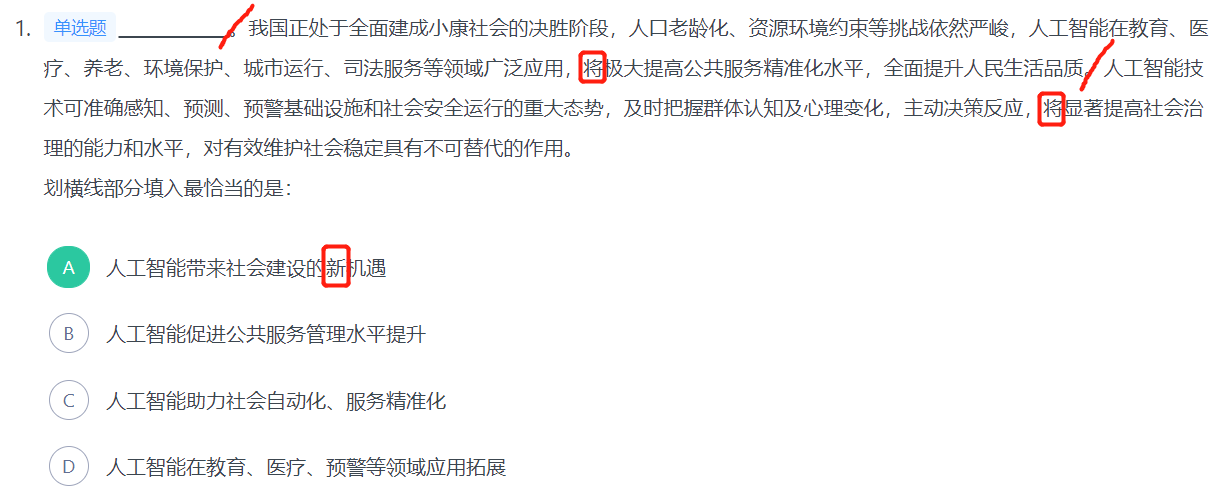 1. 单选题 ________。我国正处于全面建成小康社会的决胜阶段，人口老龄化、资源环境约束等挑战依然严峻，人工智能在教育、医
疗、养老、环境保护、城市运行、司法服务等领域广泛应用，将极大提高公共服务精准化水平，全面提升人民生活品质。人工智能技
术可准确感知、预测、预警基础设施和社会安全运行的重大态势，及时把握群体认知及心理变化，主动决策反应，将显著提高社会治
理的能力和水平，对有效维护社会稳定具有不可替代的作用。
划横线部分填入最恰当的是：
A 人工智能带来社会建设的新机遇
B 人工智能促进公共服务管理水平提升
C 人工智能助力社会自动化、服务精准化
D 人工智能在教育、医疗、预警等领域应用拓展